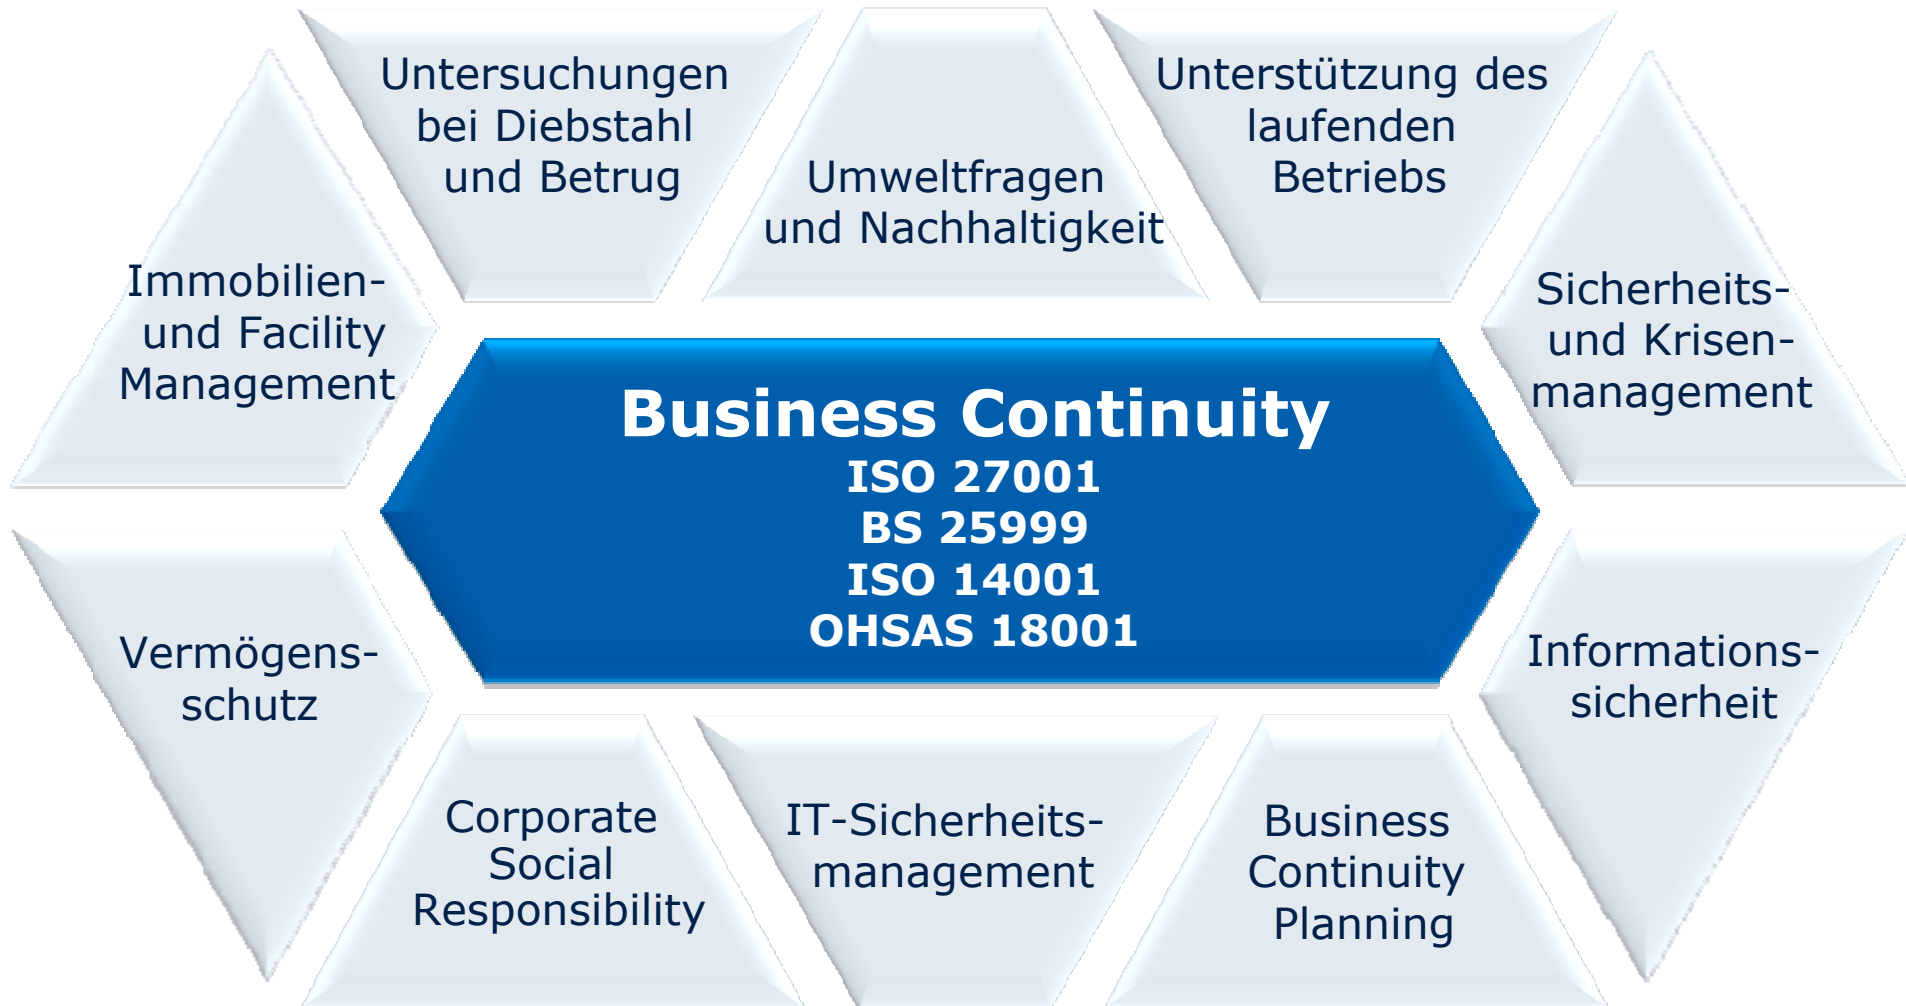 Untersuchungen
bei Diebstahl
und Betrug
Umweltfragen
und Nachhaltigkeit
Unterstützung des
laufenden
Betriebs
Immobilien-
und Facility
Management
Sicherheits-
und Krisen-
management
Business Continuity
ISO 27001
BS 25999
ISO 14001
OHSAS 18001
Vermögens-
schutz
Informations-
sicherheit
Corporate
Social
Responsibility
IT-Sicherheits-
management
Business
Continuity
Planning